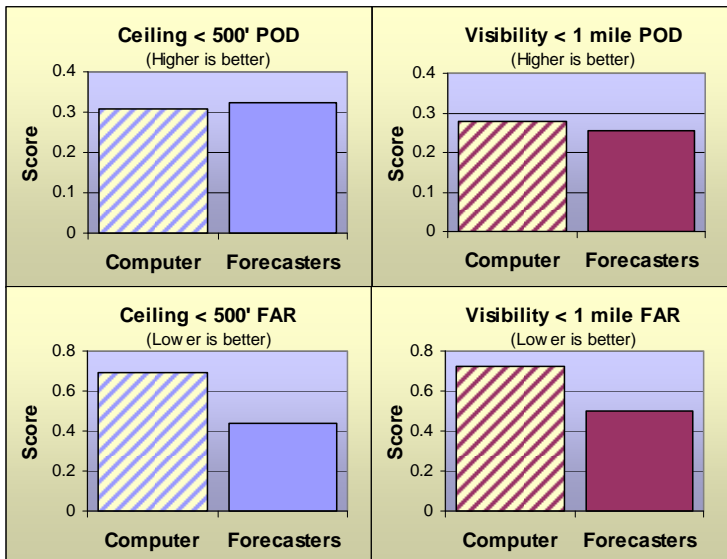 Ceiling < 500' POD
(Higher is better)
0.4
0.3
0.2
0.1
0
Score
Computer Forecasters
Visibility < 1 mile POD
(Higher is better)
0.4
0.3
0.2
0.1
0
Score
Computer Forecasters
Ceiling < 500' FAR
(Lower is better)
0.8
0.6
0.4
0.2
0
Score
Computer Forecasters
Visibility < 1 mile FAR
(Lower is better)
0.8
0.6
0.4
0.2
0
Score
Computer Forecasters